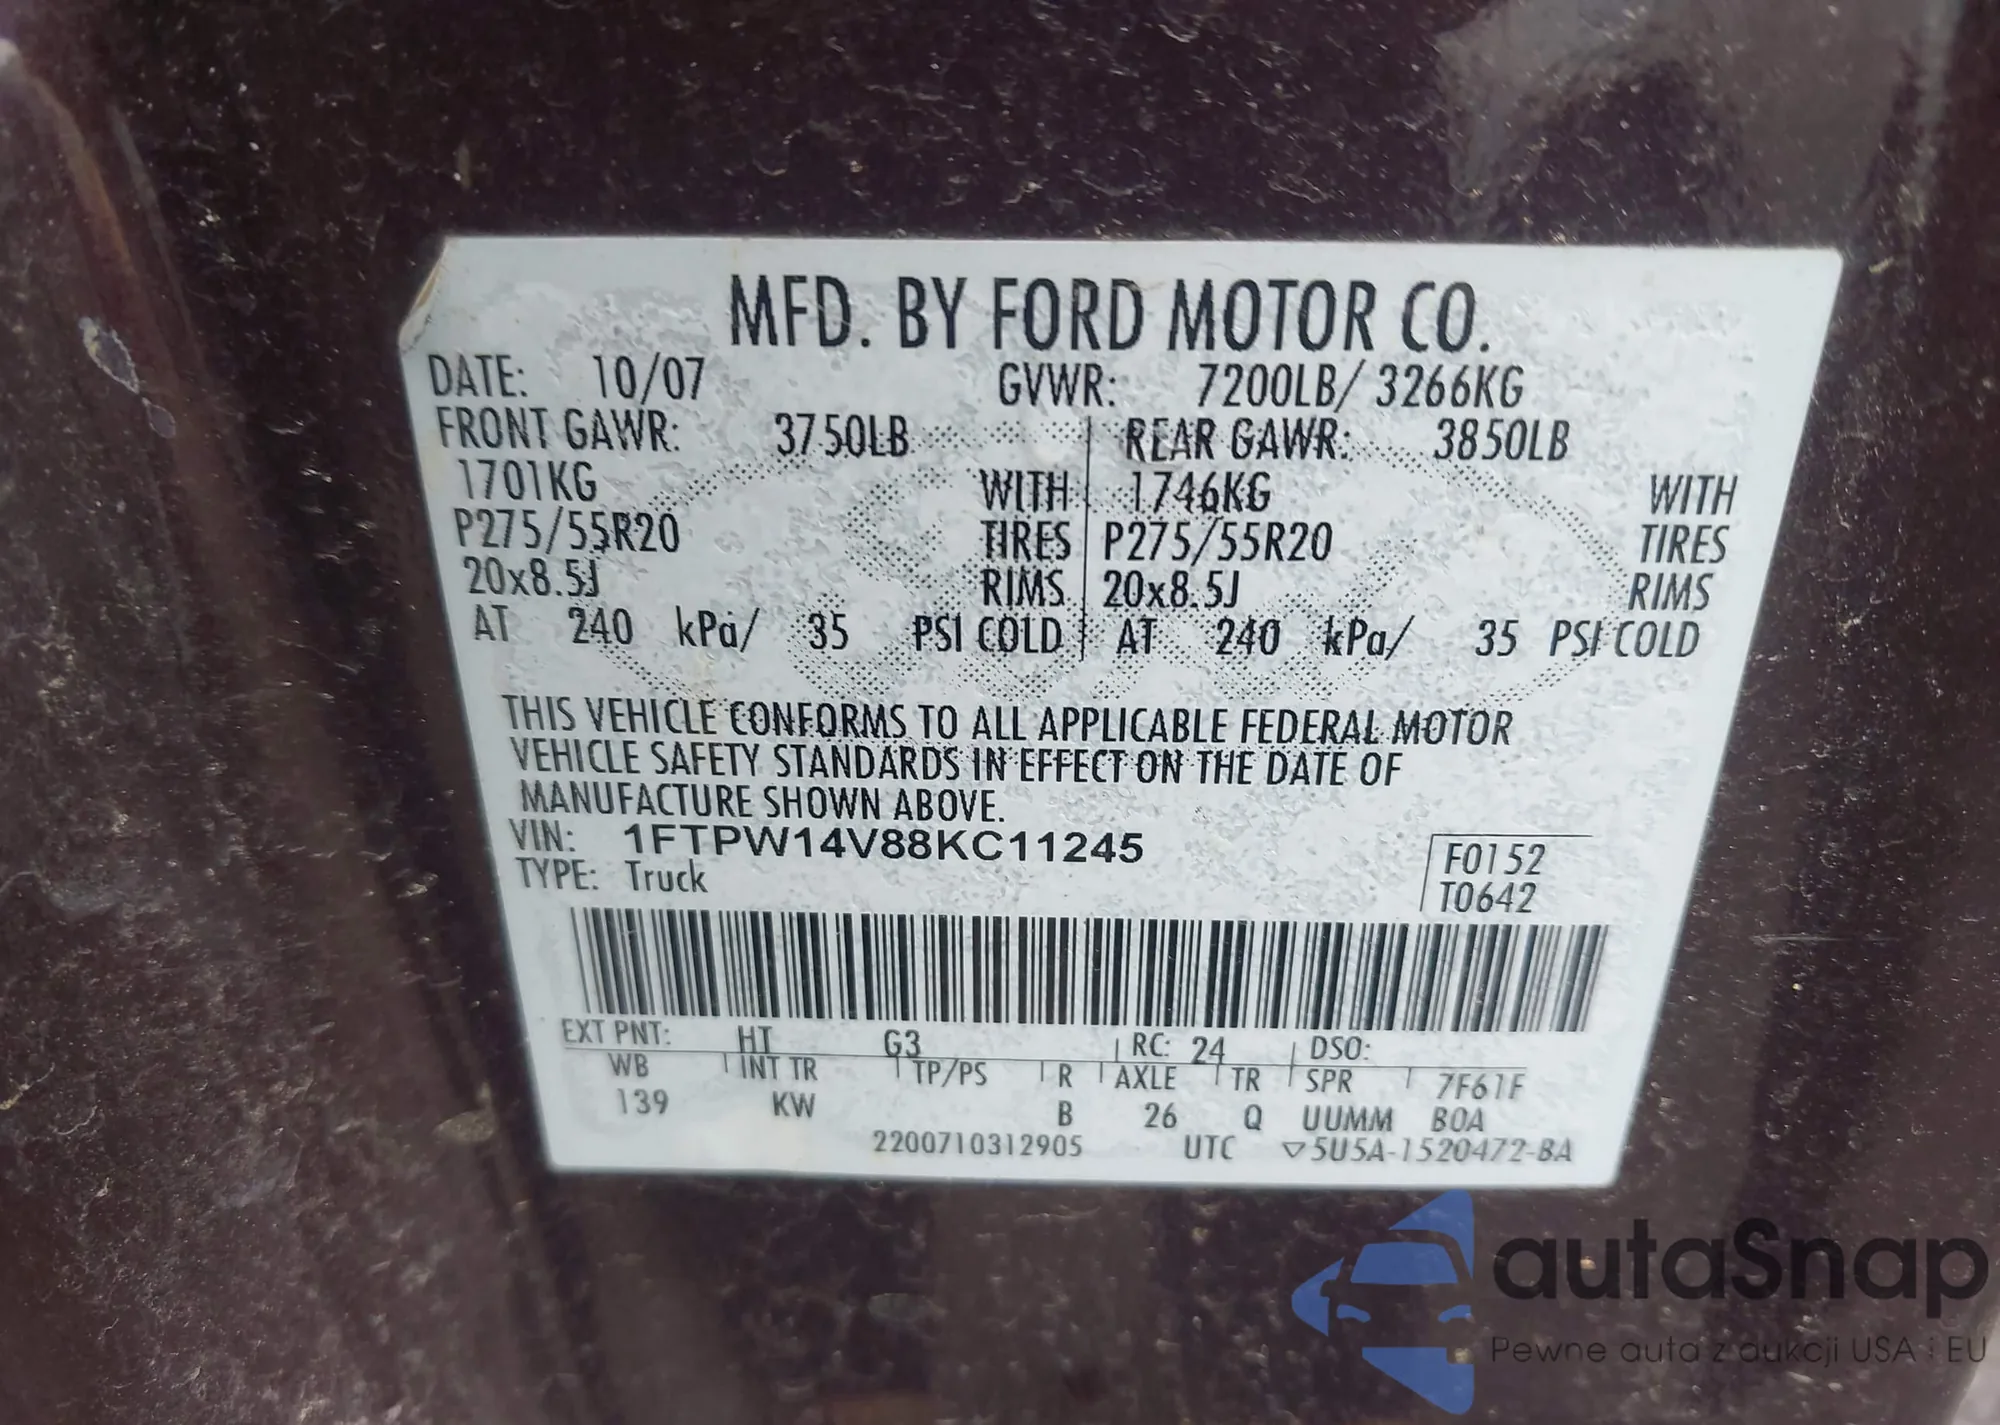 MFD. BY FORD MOTOR CO.
DATE: 10/07 GVWR: 7200LB/ 3266KG
FRONT GAWR: 3750LB REAR GAWR: 3850LB
1701KG WITH 1746KG WITH
P275/55R20 TIRES P275/55R20 TIRES
20x8.5J RIMS 20x8.5J RIMS
AT 240 kPa/ 35 PSI COLD AT 240 kPa/ 35 PSI COLD
THIS VEHICLE CONFORMS TO ALL APPLICABLE FEDERAL MOTOR
VEHICLE SAFETY STANDARDS IN EFFECT ON THE DATE OF
MANUFACTURE SHOWN ABOVE.
VIN: 1FTPW14V88KC11245
TYPE: Truck
F0152
T0642
EXT PNT: HT G3 RC: 24 DSO:
WB INT TR TP/PS R AXLE TR SPR 7F61F
139 KW B 26 Q UUMM BOA
2200710312905 UTC ▽5U5A-1520472-BA
autaSnap
Pewne auta z aukcji USA i EU